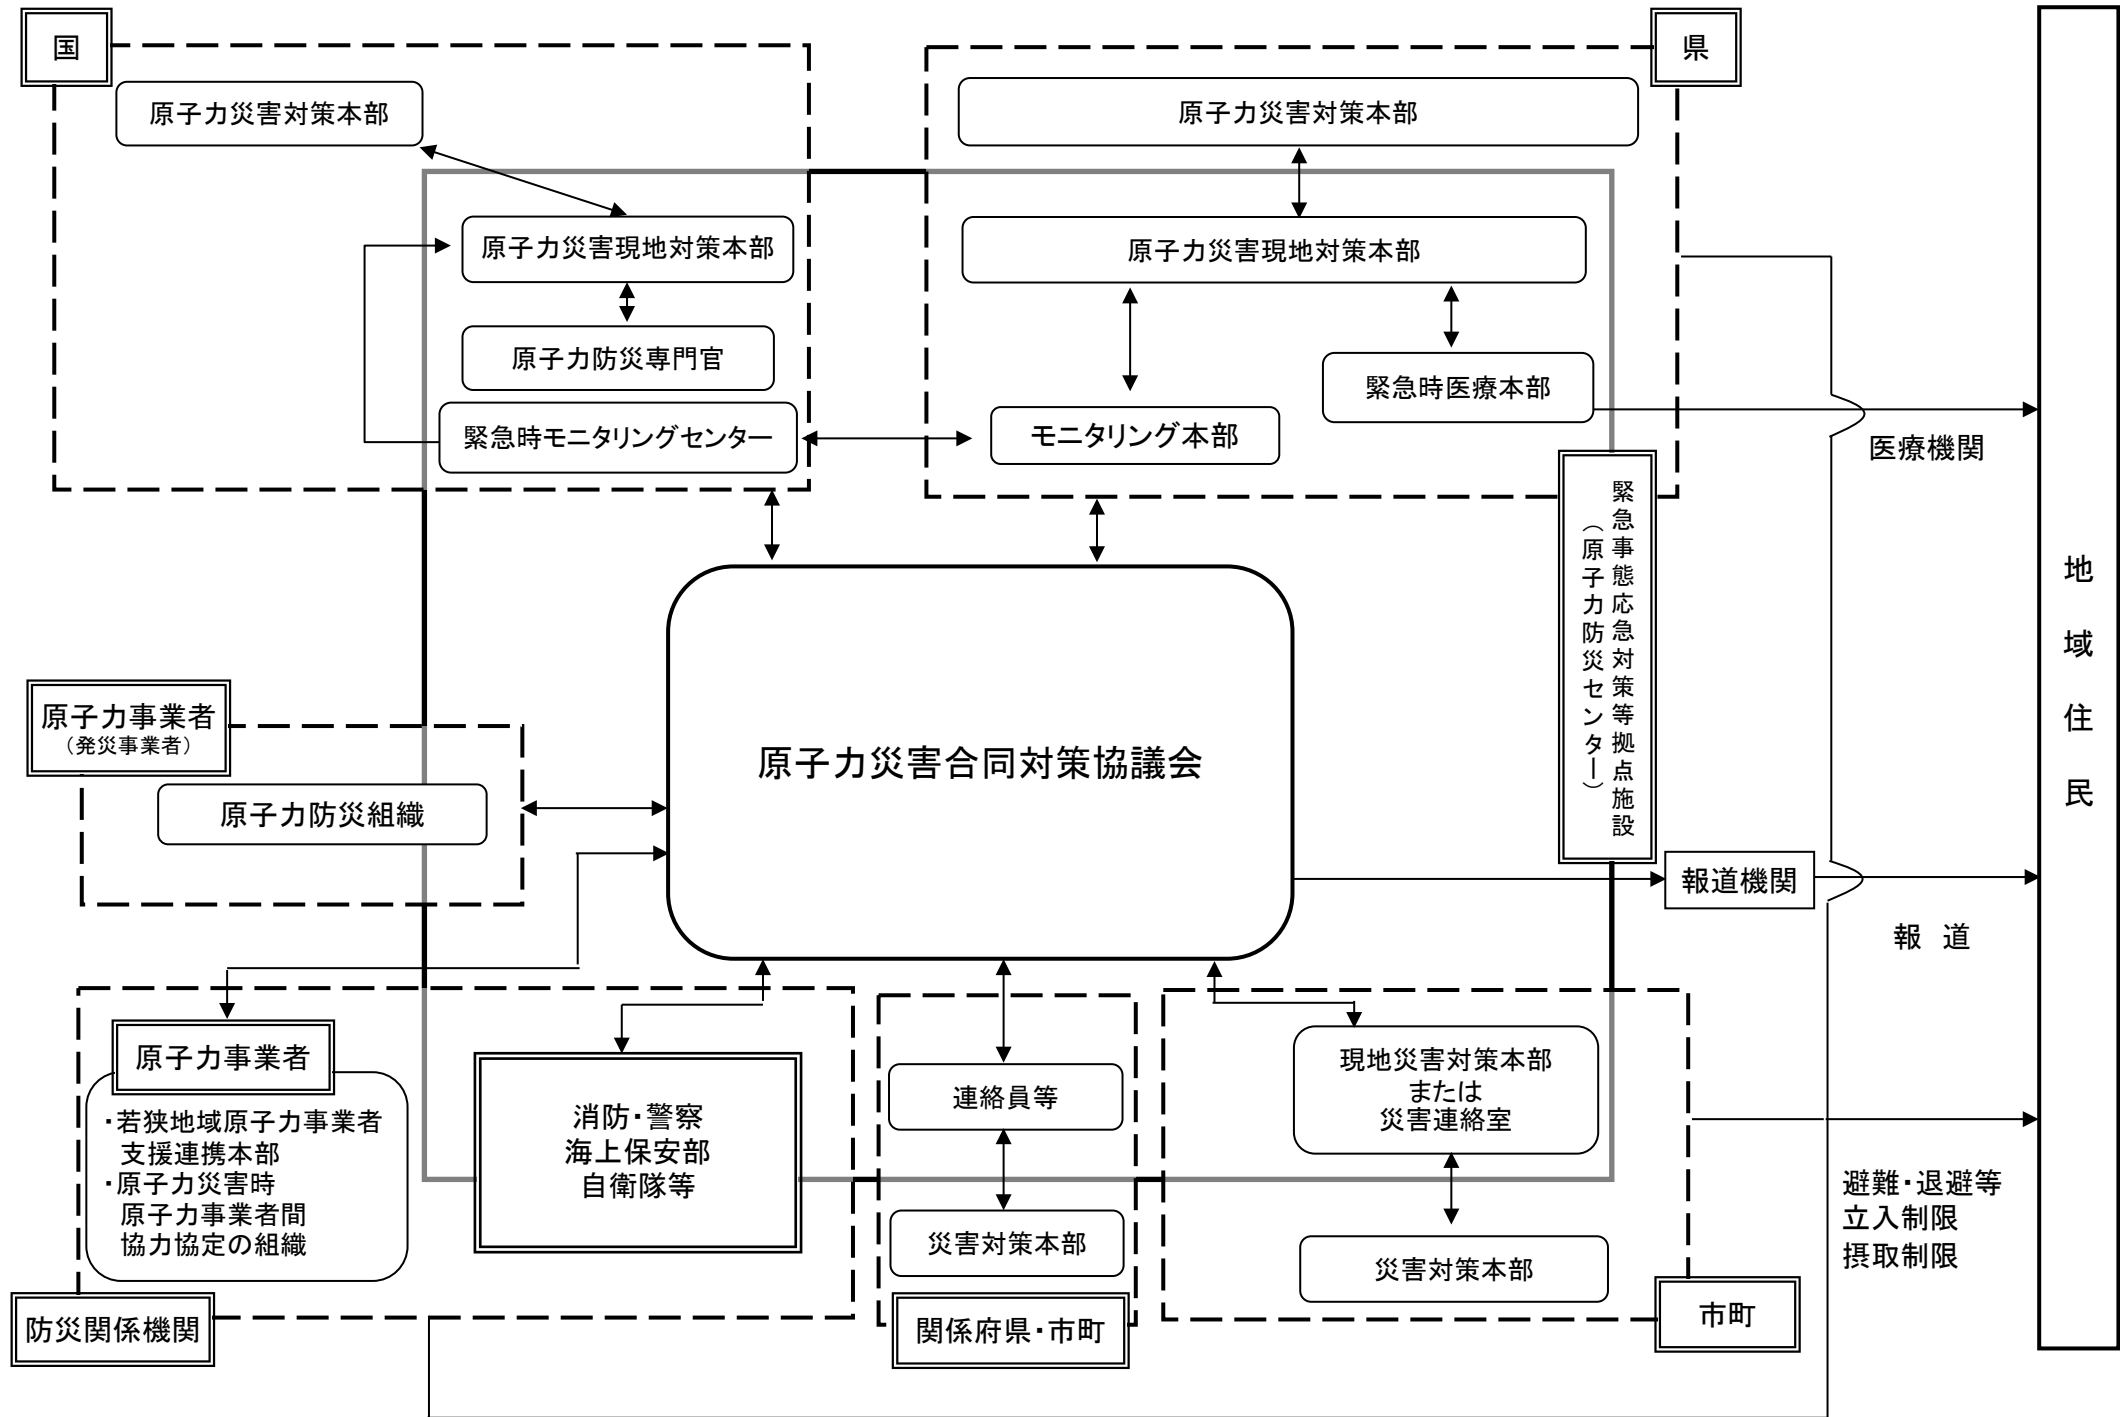 国
原子力災害対策本部
原子力災害現地対策本部
原子力防災専門官
緊急時モニタリングセンター
県
原子力災害対策本部
原子力災害現地対策本部
緊急時医療本部
モニタリング本部
医療機関
緊急事態応急対策等拠点施設
（原子力防災センター）
地域住民
原子力事業者
（発災事業者）
原子力防災組織
原子力災害合同対策協議会
報道機関
報 道
原子力事業者
・若狭地域原子力事業者
支援連携本部
・原子力災害時
原子力事業者間
協力協定の組織
消防・警察
海上保安部
自衛隊等
防災関係機関
連絡員等
災害対策本部
関係府県・市町
現地災害対策本部
または
災害連絡室
災害対策本部
市町
避難・退避等
立入制限
摂取制限